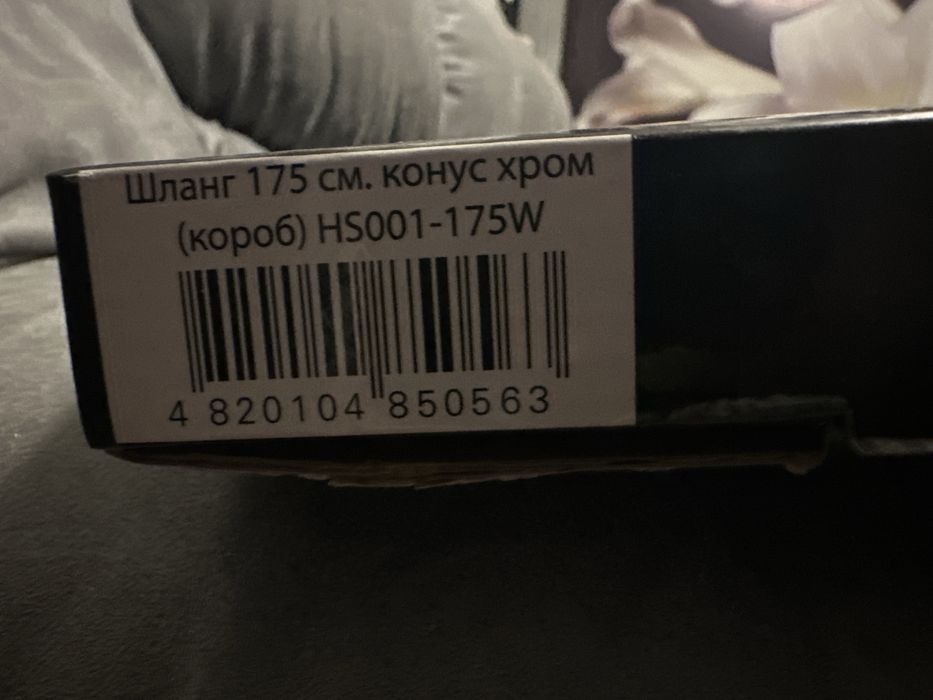 Шланг 175 см. конус хром
(короб) HS001-175W
4 820104 850563